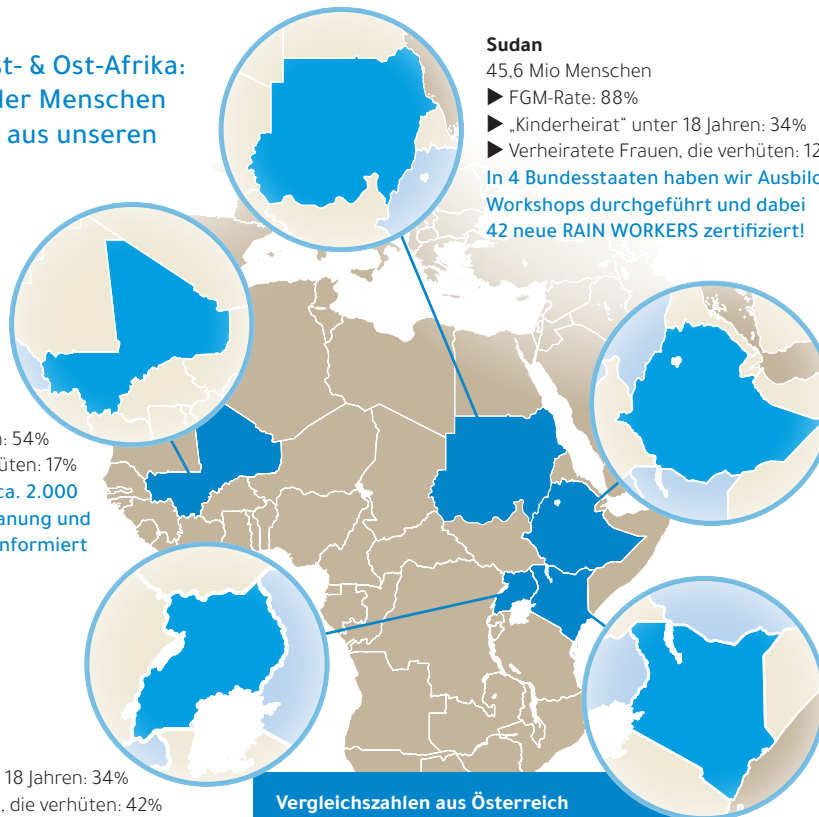 st- & Ost-Afrika:
der Menschen
aus unseren
Sudan
45,6 Mio Menschen
▶ FGM-Rate: 88%
▶ „Kinderheirat“ unter 18 Jahren: 34%
▶ Verheiratete Frauen, die verhüten: 12
In 4 Bundesstaaten haben wir Ausbild
Workshops durchgeführt und dabei
42 neue RAIN WORKERS zertifiziert!
n: 54%
üten: 17%
ca. 2.000
anung und
nformiert
18 Jahren: 34%
, die verhüten: 42%
Vergleichszahlen aus Österreich